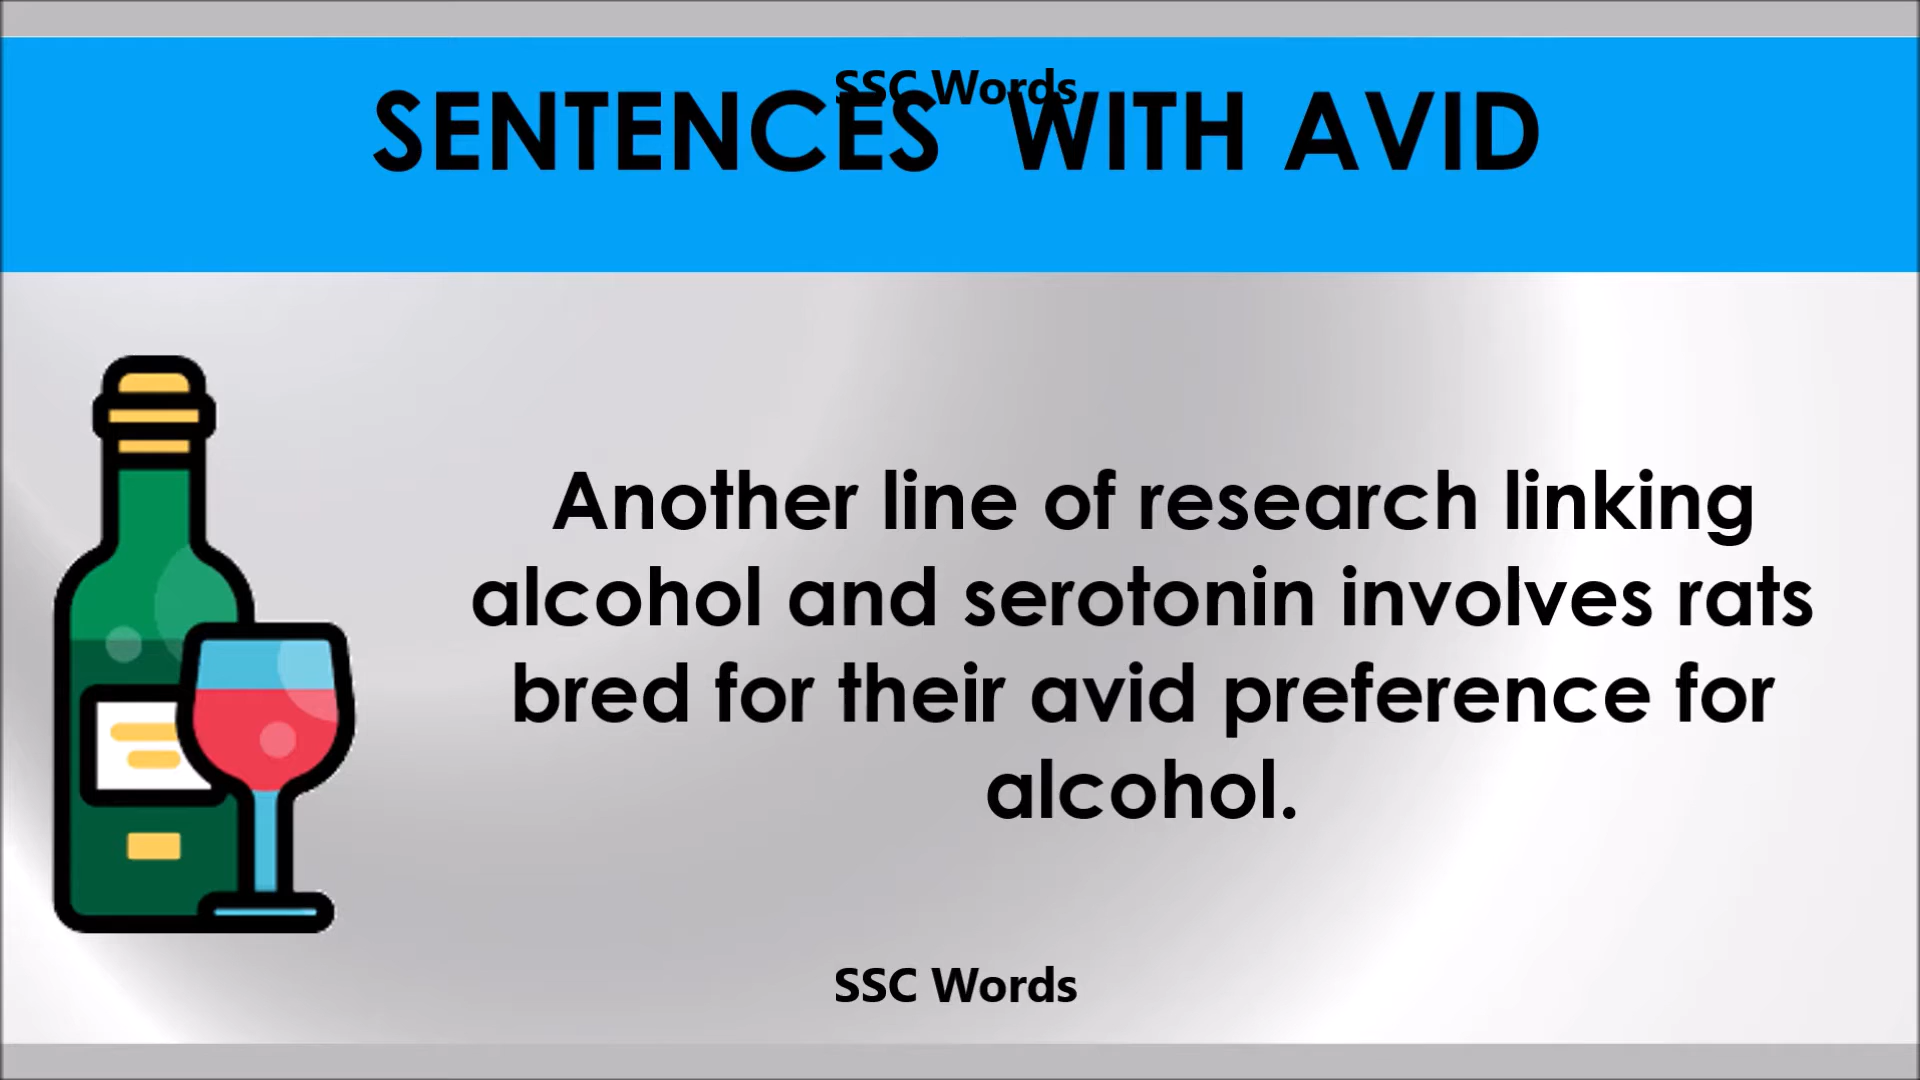 SSC Words
SENTENCES WITH AVID
Another line of research linking
alcohol and serotonin involves rats
bred for their avid preference for
alcohol.
SSC Words